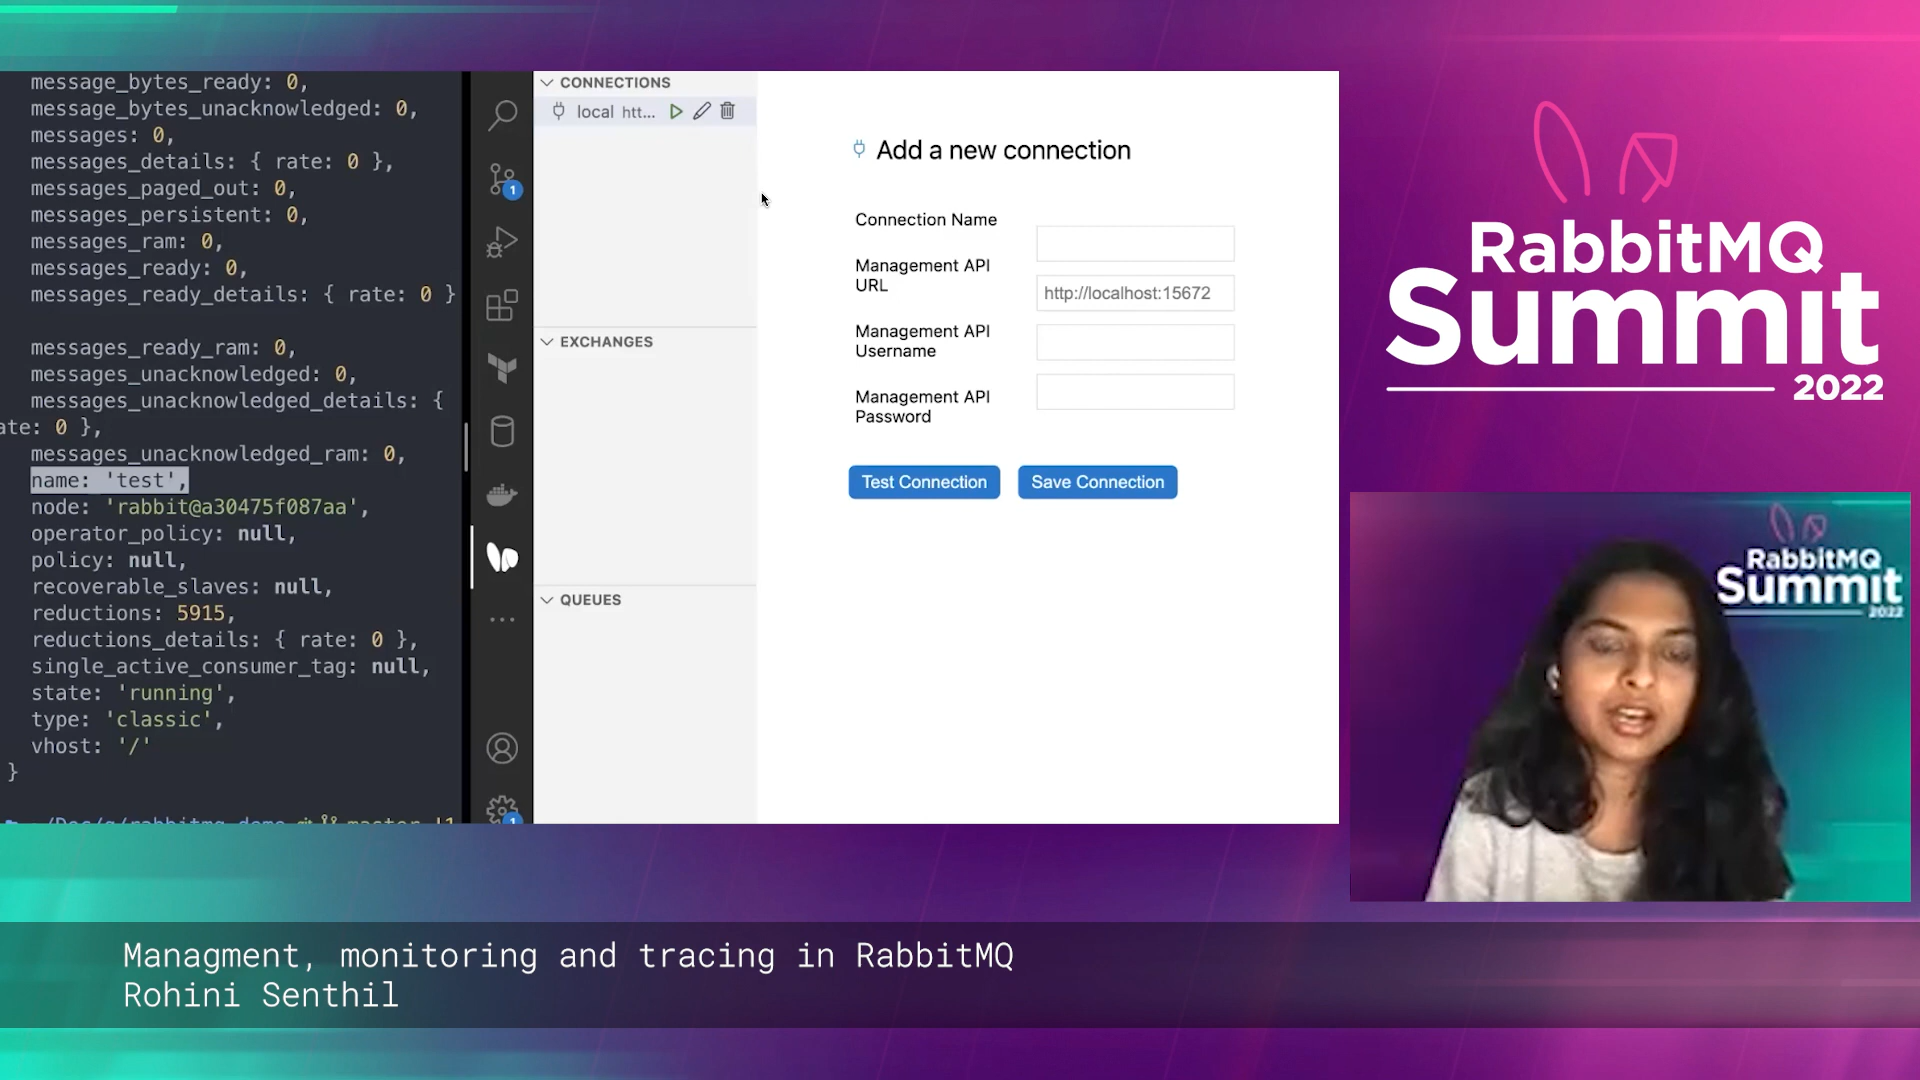 message_bytes_ready: 0,
message_bytes_unacknowledged: 0,
messages: 0,
messages_details: { rate: 0 },
messages_paged_out: 0,
messages_persistent: 0,
messages_ram: 0,
messages_ready: 0,
messages_ready_details: { rate: 0 }
messages_ready_ram: 0,
messages_unacknowledged: 0,
messages_unacknowledged_details: {
ate: 0 },
messages_unacknowledged_ram: 0,
name: 'test',
node: 'rabbit@a30475f087aa',
operator_policy: null,
policy: null,
recoverable_slaves: null,
reductions: 5915,
reductions_details: { rate: 0 },
single_active_consumer_tag: null,
state: 'running',
type: 'classic',
vhost: '/'
}
1
1
CONNECTIONS
local htt...
EXCHANGES
QUEUES
Add a new connection
Connection Name
Management API
URL
http://localhost:15672
Management API
Username
Management API
Password
Test Connection Save Connection
RabbitMQ
Summit
2022
RabbitMQ
Summit
2022
Managment, monitoring and tracing in RabbitMQ
Rohini Senthil